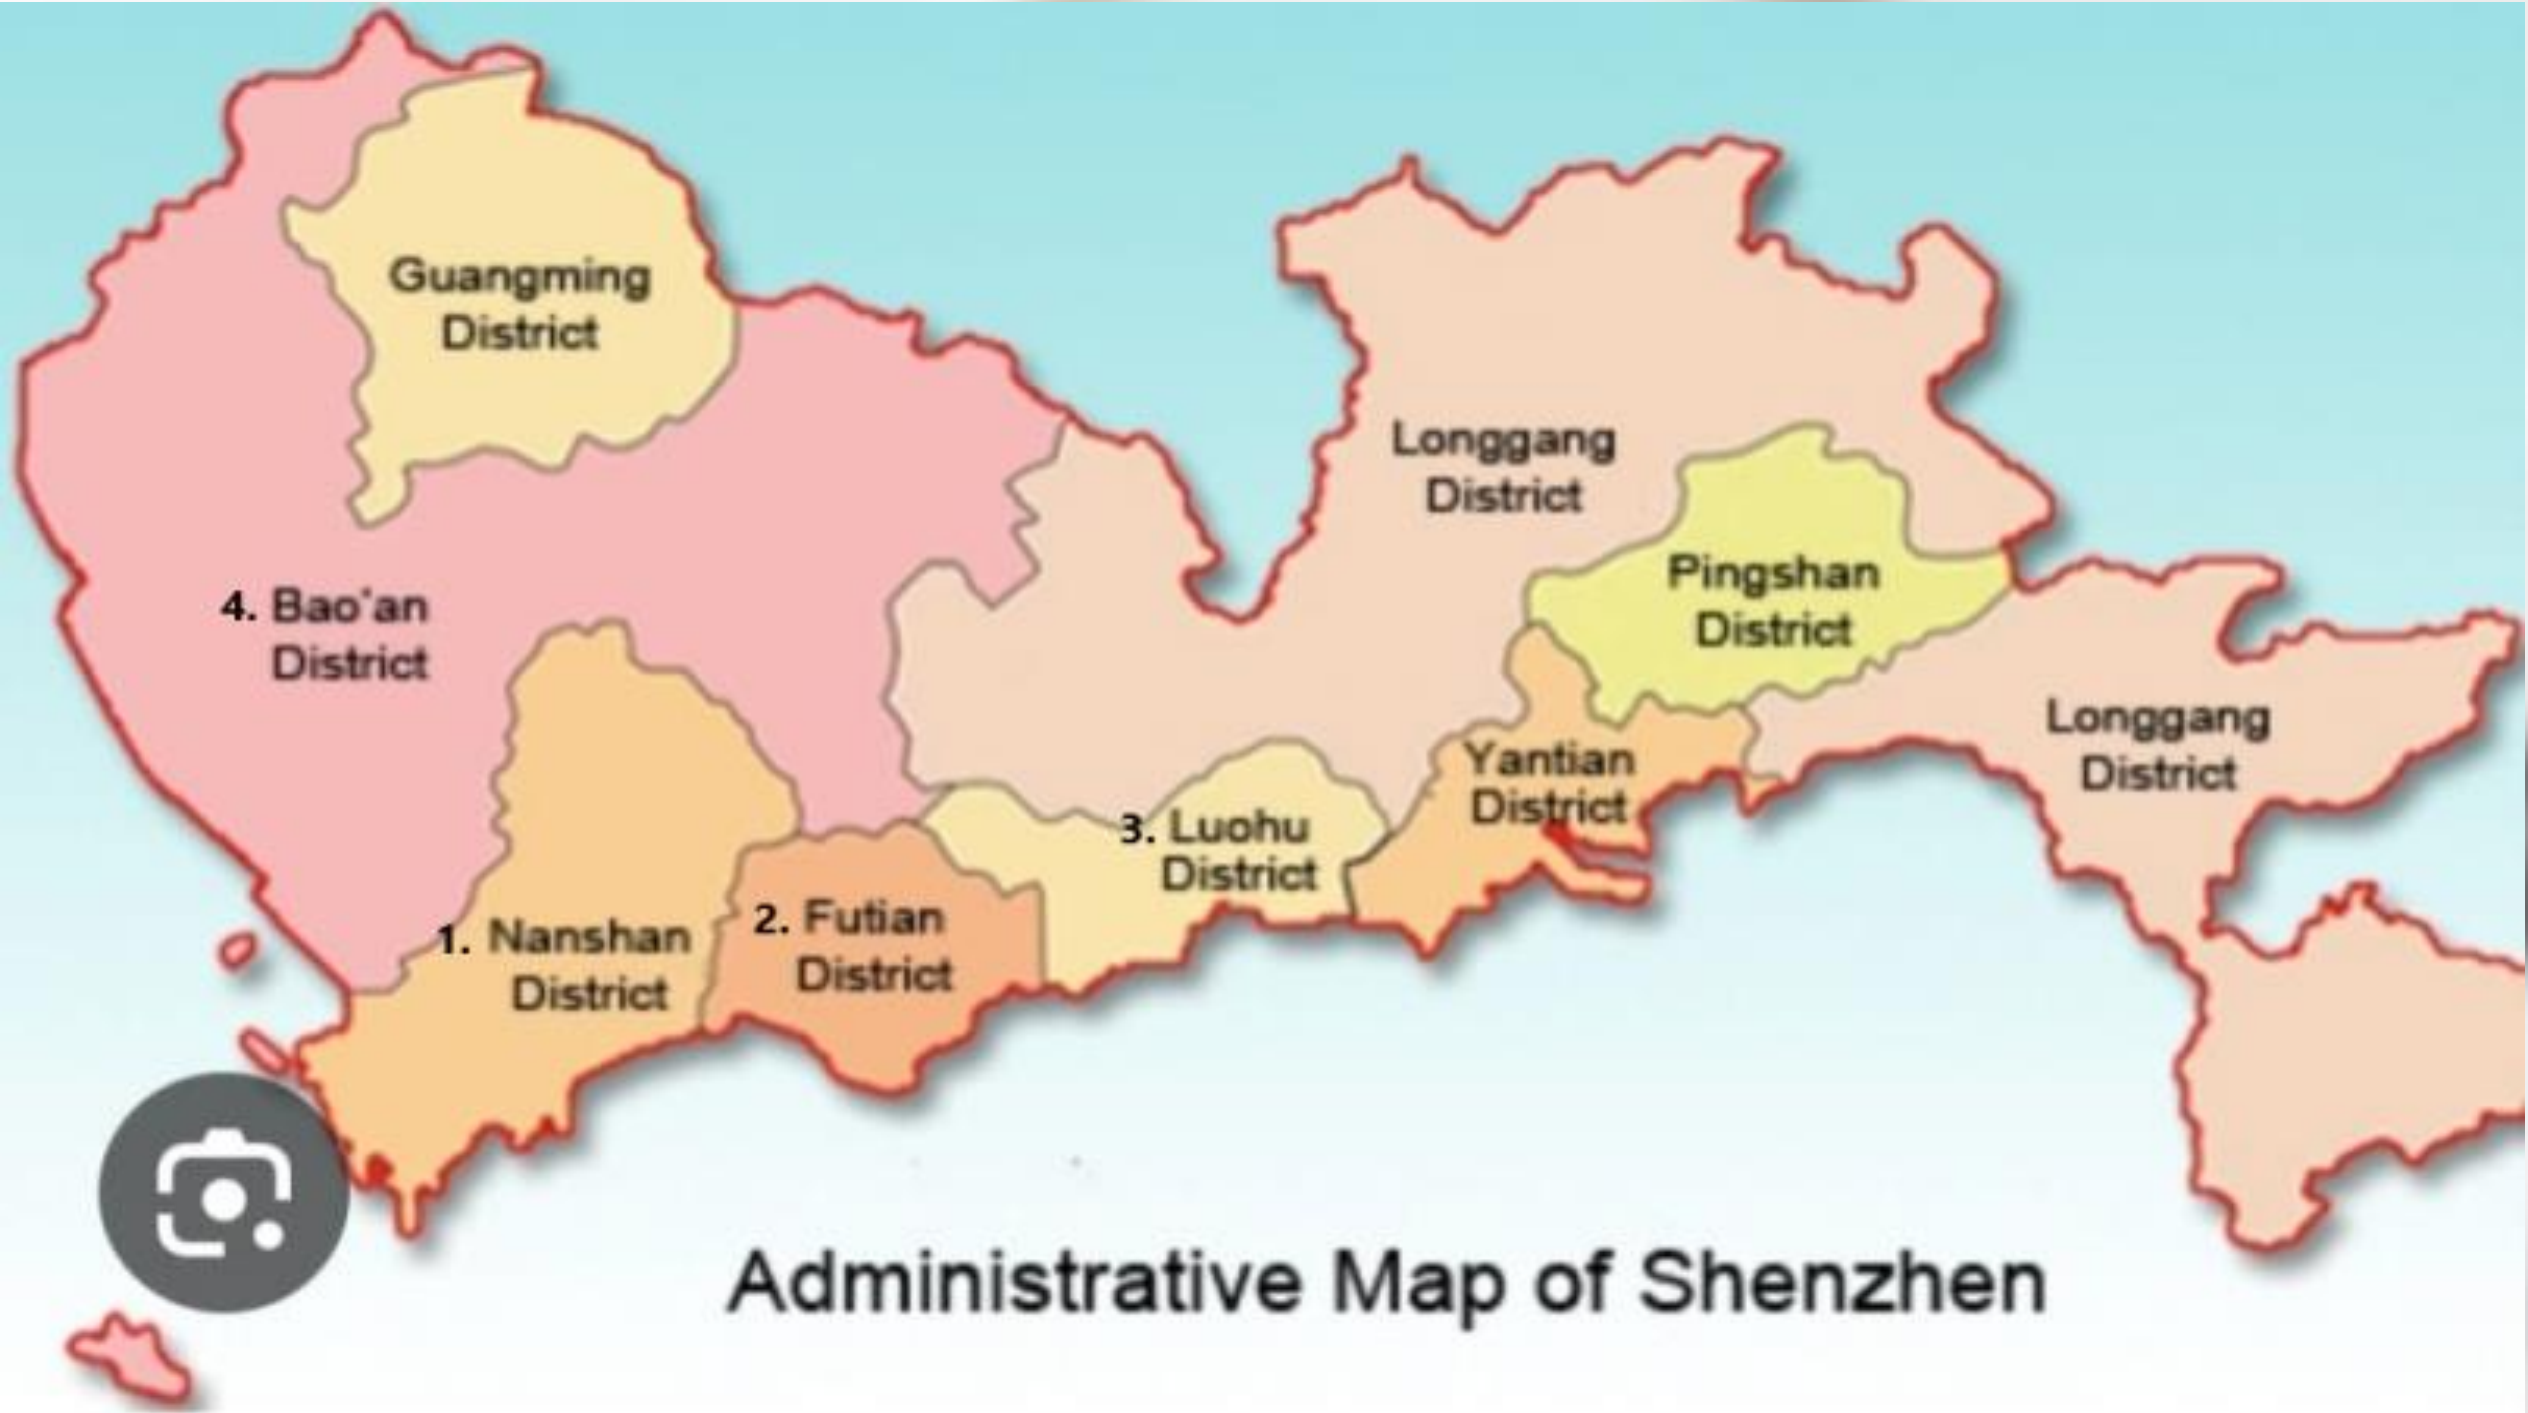 Guangming
District
Longgang
District
Pingshan
District
4. Bao'an
District
Longgang
District
Yantian
District
3. Luohu
District
2. Futian
District
1. Nanshan
District
Administrative Map of Shenzhen